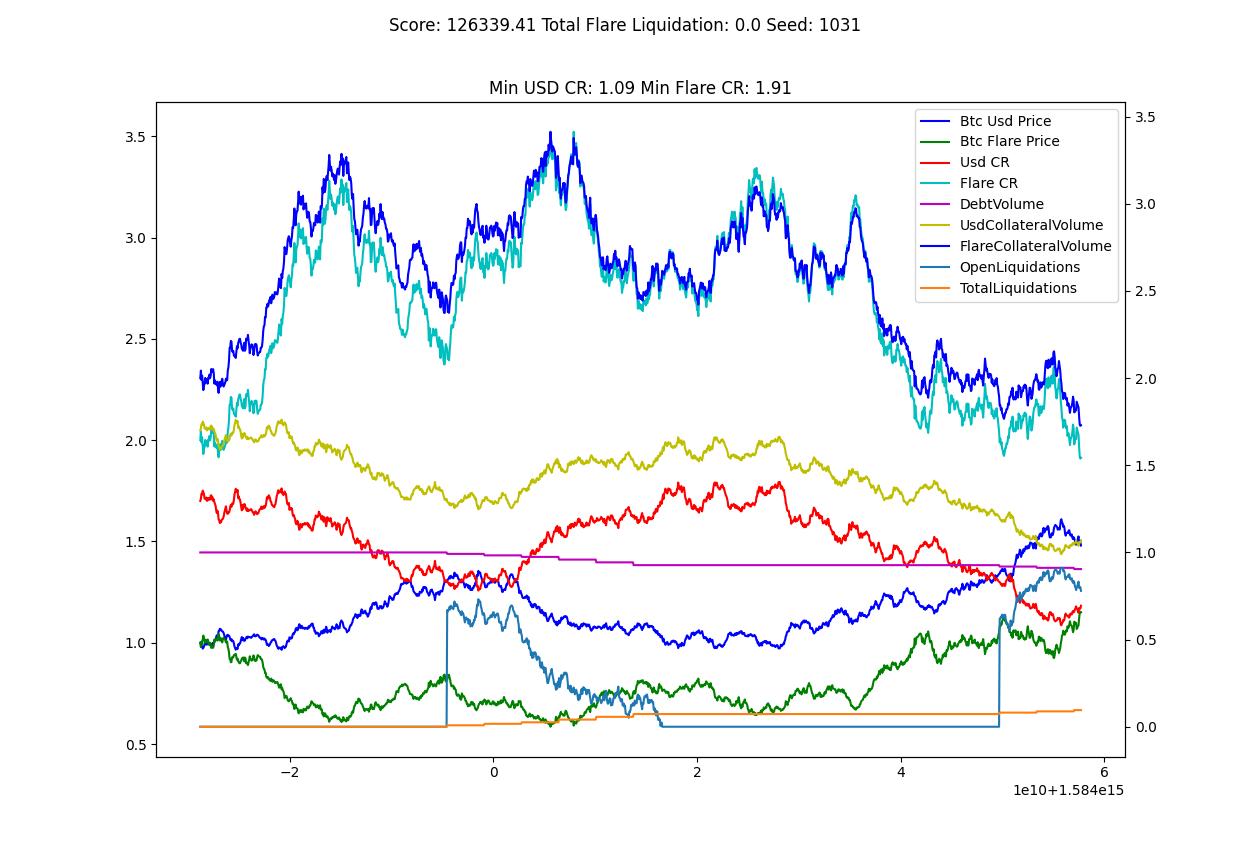 Score: 126339.41 Total Flare Liquidation: 0.0 Seed: 1031
Min USD CR: 1.09 Min Flare CR: 1.91
3.5
3.0
2.5
2.0
1.5
1.0
0.5
3.5
3.0
2.5
2.0
1.5
1.0
0.5
0.0
Btc Usd Price
Btc Flare Price
Usd CR
Flare CR
DebtVolume
UsdCollateralVolume
FlareCollateralVolume
OpenLiquidations
TotalLiquidations
−2 0 2 4 6
1e10+1.584e15